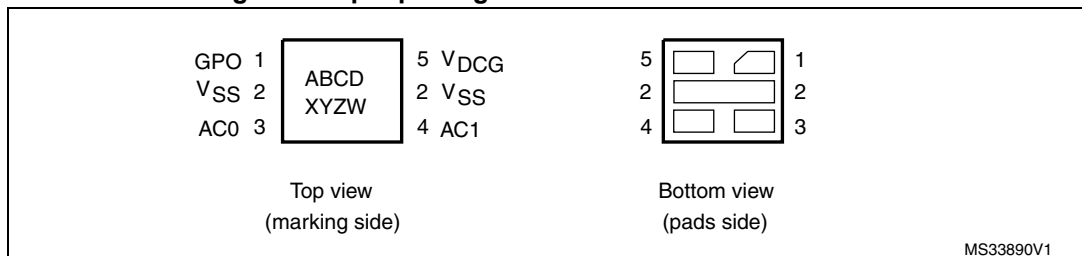 GPO 1 ABCD 5 VDCG
VSS 2 XYZW 2 VSS
AC0 3 4 AC1
5 1
2 2
4 3
Top view
(marking side)
Bottom view
(pads side)
MS33890V1